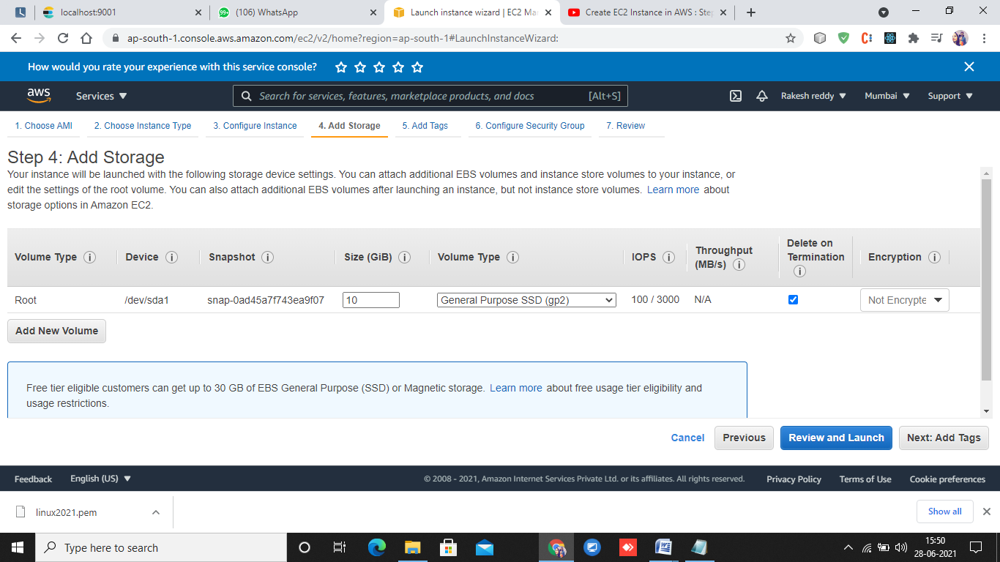 localhost:9001
(106) WhatsApp
Launch instance wizard | EC2 Ma
Create EC2 Instance in AWS : Step
ap-south-1.console.aws.amazon.com/ec2/v2/home?region=ap-south-1#LaunchInstanceWizard:
How would you rate your experience with this service console?
aws
Services
Search for services, features, marketplace products, and docs
[Alt+S]
Rakesh reddy
Mumbai
Support
1. Choose AMI
2. Choose Instance Type
3. Configure Instance
4. Add Storage
5. Add Tags
6. Configure Security Group
7. Review
Step 4: Add Storage
Your instance will be launched with the following storage device settings. You can attach additional EBS volumes and instance store volumes to your instance, or
edit the settings of the root volume. You can also attach additional EBS volumes after launching an instance, but not instance store volumes. Learn more about
storage options in Amazon EC2.
Volume Type
Device
Snapshot
Size (GiB)
Volume Type
IOPS
Throughput
(MB/s)
Delete on
Termination
Encryption
Root
/dev/sda1
snap-0ad45a7f743ea9f07
10
General Purpose SSD (gp2)
100 / 3000
N/A
Not Encrypte
Add New Volume
Free tier eligible customers can get up to 30 GB of EBS General Purpose (SSD) or Magnetic storage. Learn more about free usage tier eligibility and
usage restrictions.
Cancel
Previous
Review and Launch
Next: Add Tags
Feedback
English (US)
© 2008 - 2021, Amazon Internet Services Private Ltd. or its affiliates. All rights reserved.
Privacy Policy
Terms of Use
Cookie preferences
linux2021.pem
Show all
Type here to search
15:50
28-06-2021